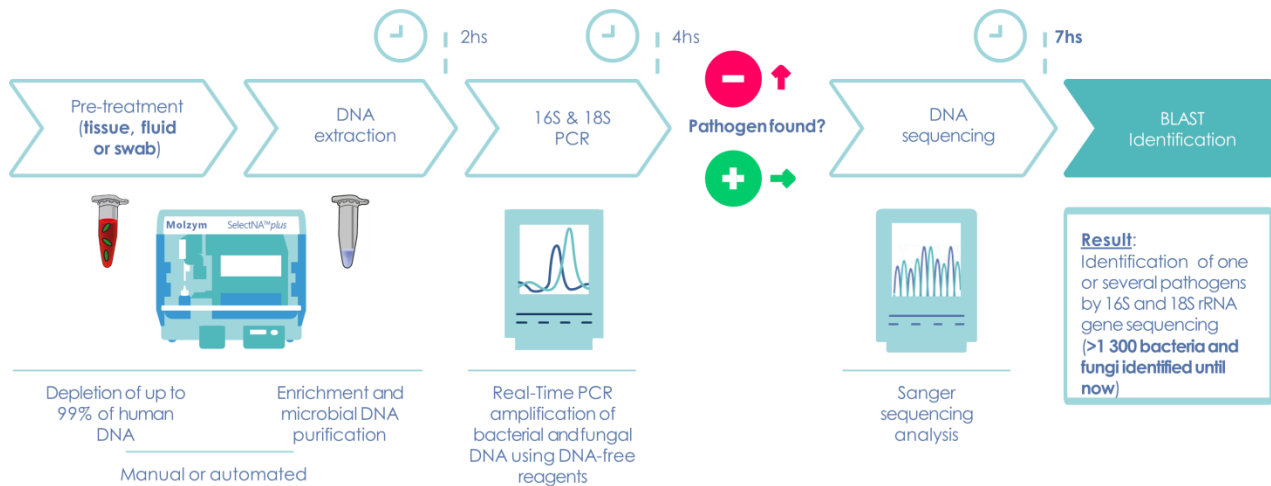 2hs
4hs
7hs
Pre-treatment
(tissue, fluid
or swab)
DNA
extraction
16S & 18S
PCR
Pathogen found?
DNA
sequencing
BLAST
Identification
Molzym
SelectNA™plus
Result:
Identification of one
or several pathogens
by 16S and 18S rRNA
gene sequencing
(>1 300 bacteria and
fungi identified until
now)
Depletion of up to
99% of human
DNA
Enrichment and
microbial DNA
purification
Manual or automated
Real-Time PCR
amplification of
bacterial and fungal
DNA using DNA-free
reagents
Sanger
sequencing
analysis